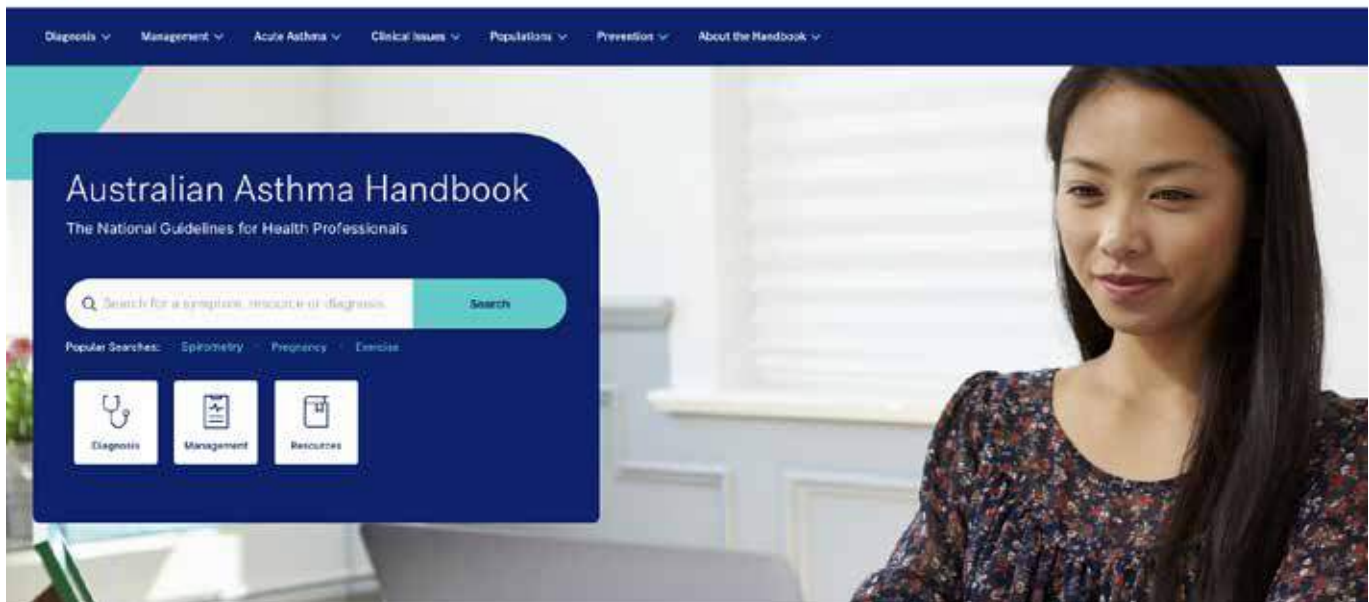 Diagnosis Management Acute Asthma Clinical Issues Populations Prevention About the Handbook
Australian Asthma Handbook
The National Guidelines for Health Professionals
Search for a symptom, resource or diagnosis Search
Popular Searches: Spirometry Pregnancy Exercise
Diagnosis Management Resources